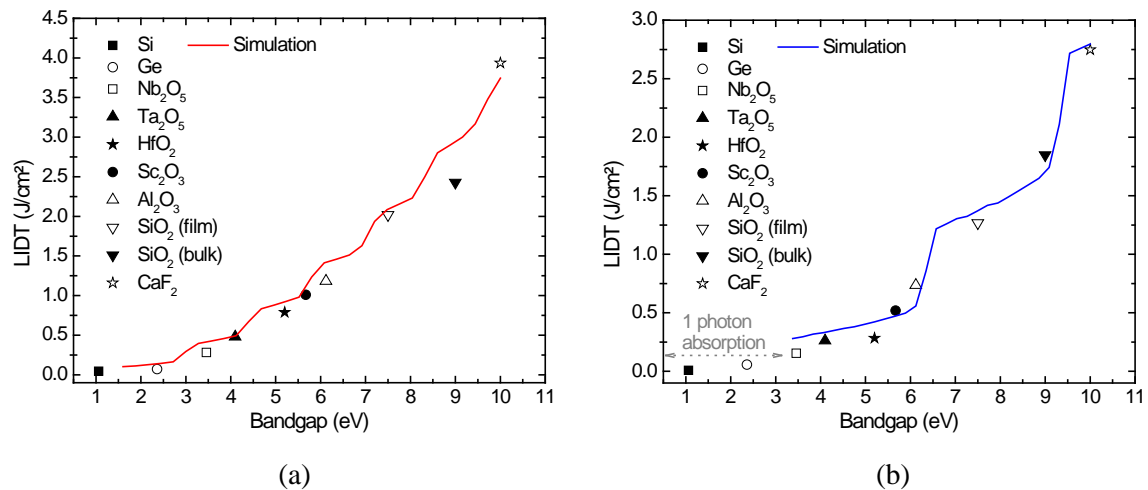 4.5
4.0
3.5
3.0
2.5
2.0
1.5
1.0
0.5
0.0
LIDT (J/cm²)
Si
Simulation
Ge
Nb₂O₅
Ta₂O₅
HfO₂
Sc₂O₃
Al₂O₃
SiO₂ (film)
SiO₂ (bulk)
CaF₂
1 2 3 4 5 6 7 8 9 10 11
Bandgap (eV)
(a)
3.0
2.5
2.0
1.5
1.0
0.5
0.0
LIDT (J/cm²)
Si
Simulation
Ge
Nb₂O₅
Ta₂O₅
HfO₂
Sc₂O₃
Al₂O₃
SiO₂ (film)
SiO₂ (bulk)
CaF₂
1 photon
absorption
1 2 3 4 5 6 7 8 9 10 11
Bandgap (eV)
(b)